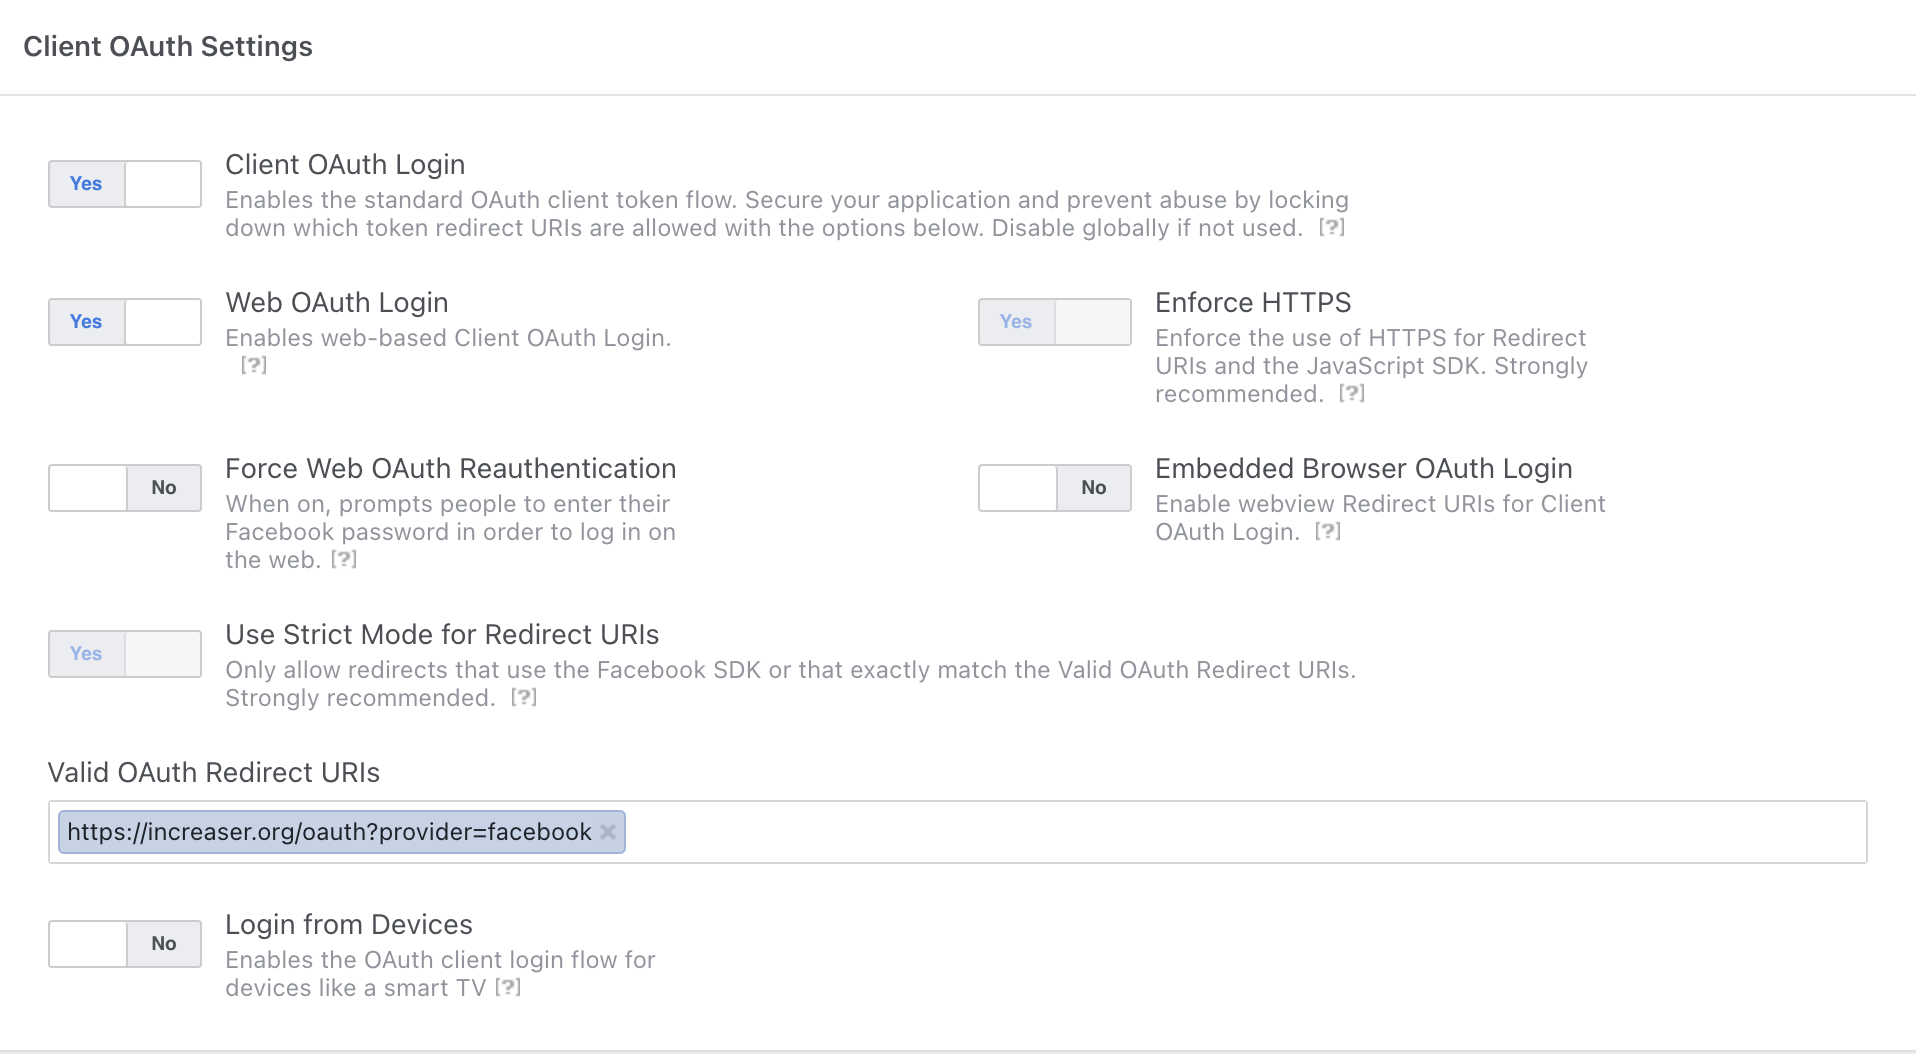 Client OAuth Settings
Yes
Client OAuth Login
Enables the standard OAuth client token flow. Secure your application and prevent abuse by locking
down which token redirect URIs are allowed with the options below. Disable globally if not used. [?]
Yes
Web OAuth Login
Enables web-based Client OAuth Login.
[?]
Yes
Enforce HTTPS
Enforce the use of HTTPS for Redirect
URIs and the JavaScript SDK. Strongly
recommended. [?]
No
Force Web OAuth Reauthentication
When on, prompts people to enter their
Facebook password in order to log in on
the web. [?]
No
Embedded Browser OAuth Login
Enable webview Redirect URIs for Client
OAuth Login. [?]
Yes
Use Strict Mode for Redirect URIs
Only allow redirects that use the Facebook SDK or that exactly match the Valid OAuth Redirect URIs.
Strongly recommended. [?]
Valid OAuth Redirect URIs
https://increaser.org/oauth?provider=facebook ×
No
Login from Devices
Enables the OAuth client login flow for
devices like a smart TV [?]